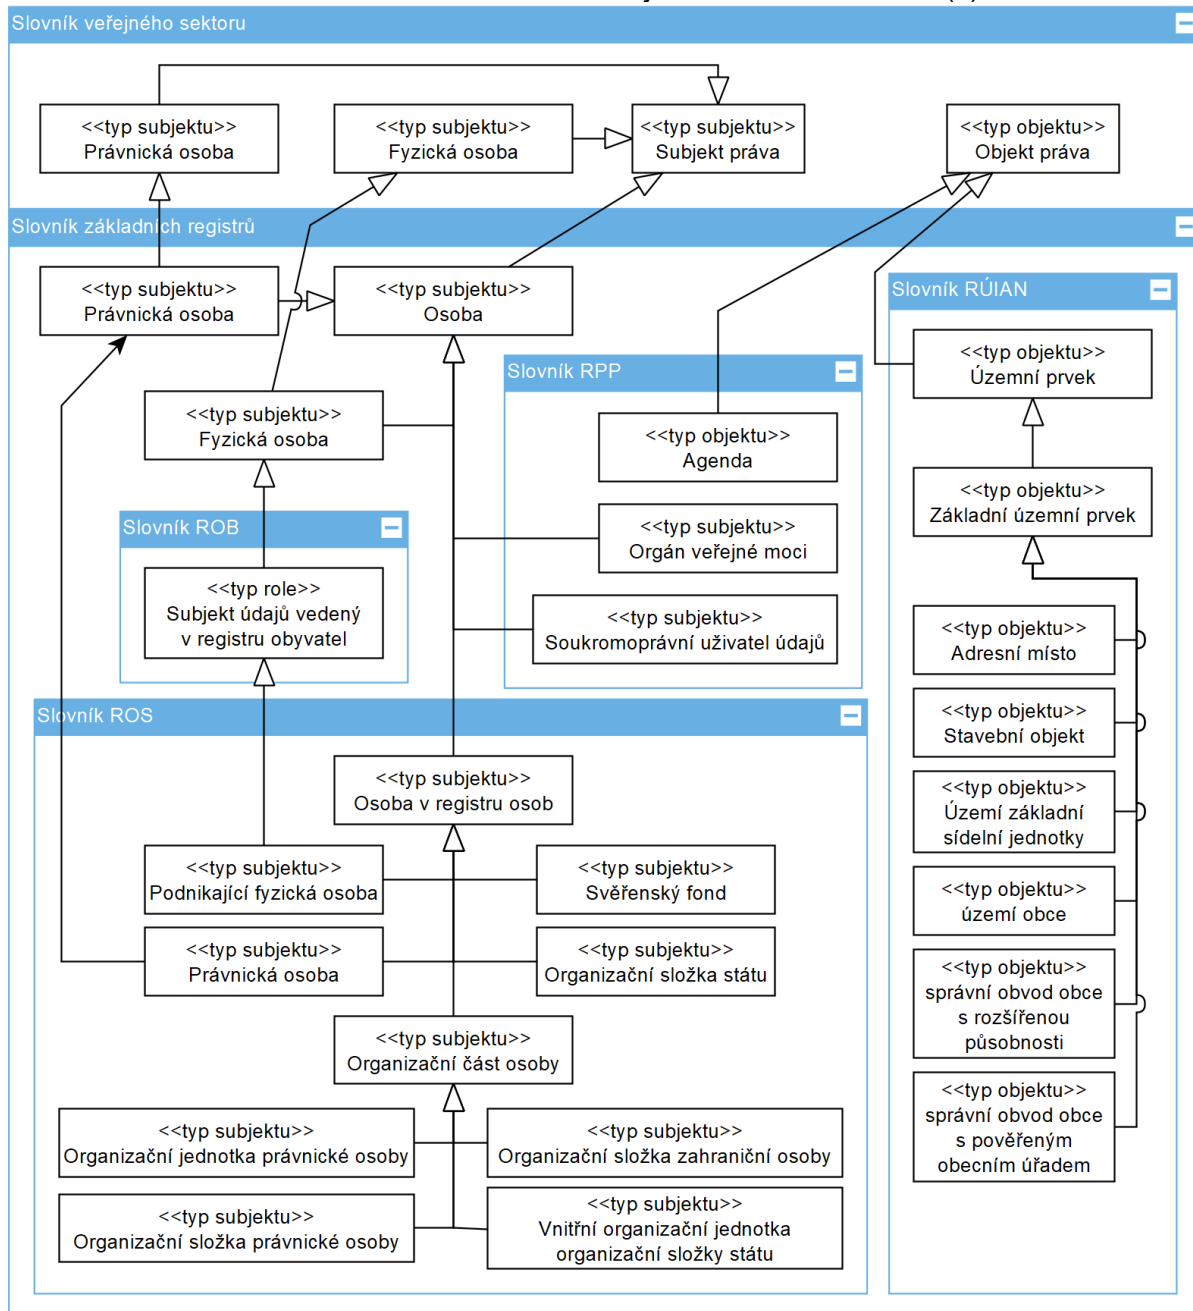 Slovník veřejného sektoru
<<typ subjektu>>
Právnická osoba
<<typ subjektu>>
Fyzická osoba
<<typ subjektu>>
Subjekt práva
<<typ objektu>>
Objekt práva
Slovník základních registrů
<<typ subjektu>>
Právnická osoba
<<typ subjektu>>
Osoba
<<typ subjektu>>
Fyzická osoba
Slovník ROB
<<typ role>>
Subjekt údajů vedený
v registru obyvatel
Slovník RPP
<<typ objektu>>
Agenda
<<typ subjektu>>
Orgán veřejné moci
<<typ subjektu>>
Soukromoprávní uživatel údajů
Slovník ROS
<<typ subjektu>>
Osoba v registru osob
<<typ subjektu>>
Podnikající fyzická osoba
<<typ subjektu>>
Svěřenský fond
<<typ subjektu>>
Právnická osoba
<<typ subjektu>>
Organizační složka státu
<<typ subjektu>>
Organizační část osoby
<<typ subjektu>>
Organizační jednotka právnické osoby
<<typ subjektu>>
Organizační složka zahraniční osoby
<<typ subjektu>>
Organizační složka právnické osoby
<<typ subjektu>>
Vnitřní organizační jednotka
organizační složky státu
Slovník RÚIAN
<<typ objektu>>
Územní prvek
<<typ objektu>>
Základní územní prvek
<<typ objektu>>
Adresní místo
<<typ objektu>>
Stavební objekt
<<typ objektu>>
Území základní
sídelní jednotky
<<typ objektu>>
území obce
<<typ objektu>>
správní obvod obce
s rozšířenou
působnosti
<<typ objektu>>
správní obvod obce
s pověřeným
obecním úřadem